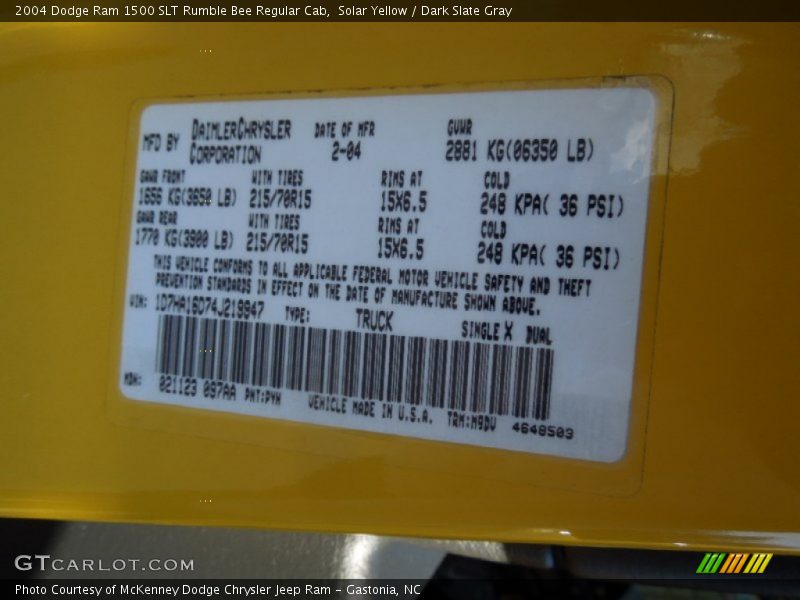 2004 Dodge Ram 1500 SLT Rumble Bee Regular Cab,  Solar Yellow / Dark Slate Gray
MFD BY DAIMLERCHRYSLER CORPORATION
DATE OF MFR 2-04
GVWR 2881 KG(06350 LB)
GAWR FRONT WITH TIRES RIMS AT COLD
1656 KG(3650 LB) 215/70R15 15X6.5 248 KPA( 36 PSI)
GAWR REAR WITH TIRES RIMS AT COLD
1770 KG(3900 LB) 215/70R15 15X6.5 248 KPA( 36 PSI)
THIS VEHICLE CONFORMS TO ALL APPLICABLE FEDERAL MOTOR VEHICLE SAFETY AND THEFT
PREVENTION STANDARDS IN EFFECT ON THE DATE OF MANUFACTURE SHOWN ABOVE.
VIN: 1D7HA16D74J219947 TYPE: TRUCK SINGLE X DUAL
MDH: 021123 097AA PNT:PYH VEHICLE MADE IN U.S.A. TRM:M9DV 4648503
GTCARLOT.COM
Photo Courtesy of McKenney Dodge Chrysler Jeep Ram - Gastonia, NC